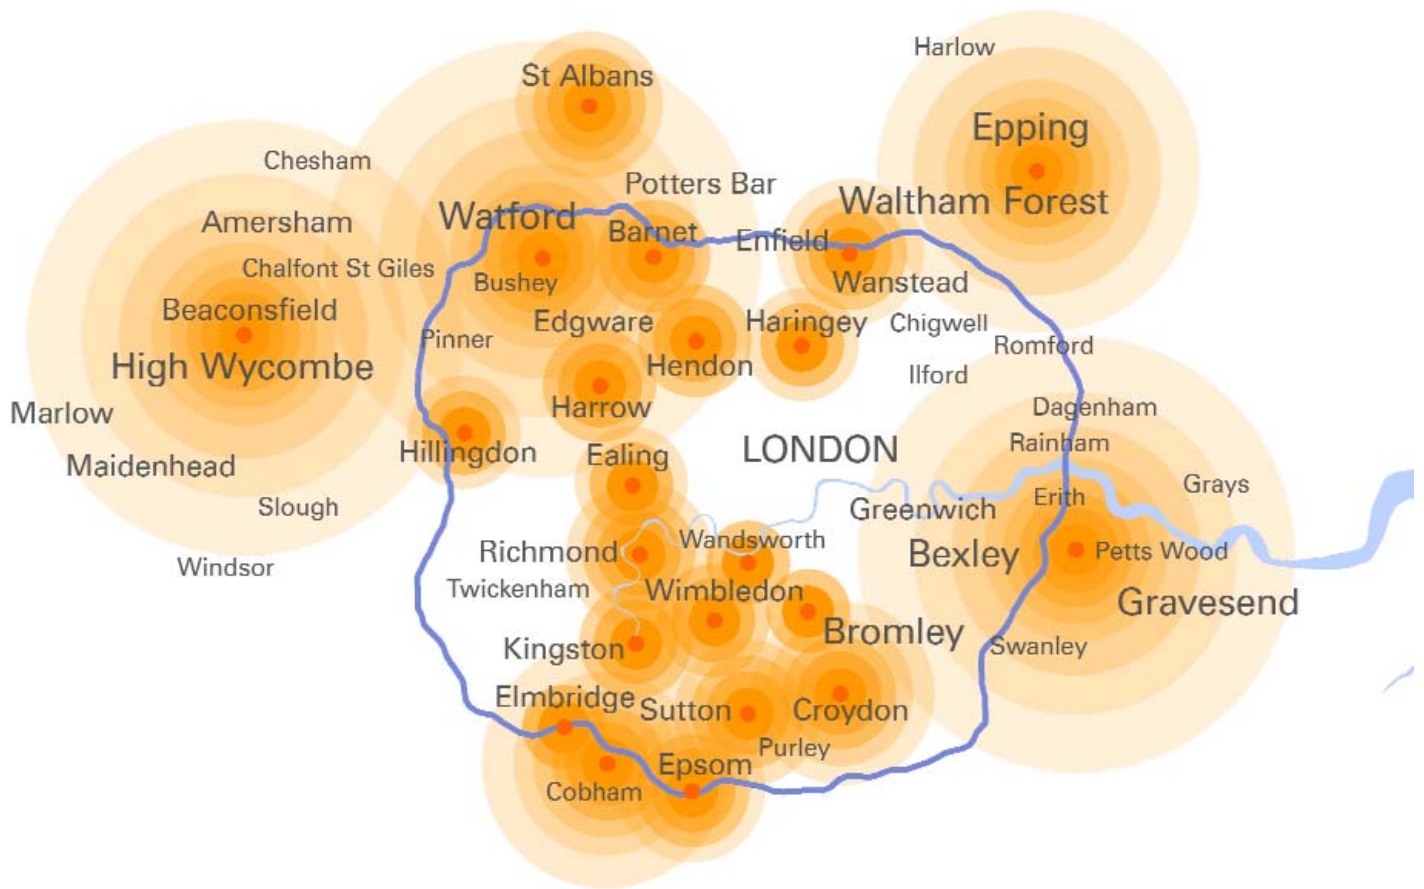 Harlow
St Albans
Epping
Chesham
Potters Bar
Waltham Forest
Amersham
Watford
Barnet
Enfield
Chalfont St Giles
Bushey
Wanstead
Beaconsfield
Edgware
Haringey
Chigwell
Pinner
Romford
High Wycombe
Hendon
Ilford
Marlow
Harrow
Dagenham
Rainham
Hillingdon
Ealing
LONDON
Maidenhead
Grays
Slough
Erith
Greenwich
Richmond
Wandsworth
Bexley
Petts Wood
Windsor
Twickenham
Wimbledon
Gravesend
Bromley
Kingston
Swanley
Elmbridge
Sutton
Croydon
Purley
Epsom
Cobham